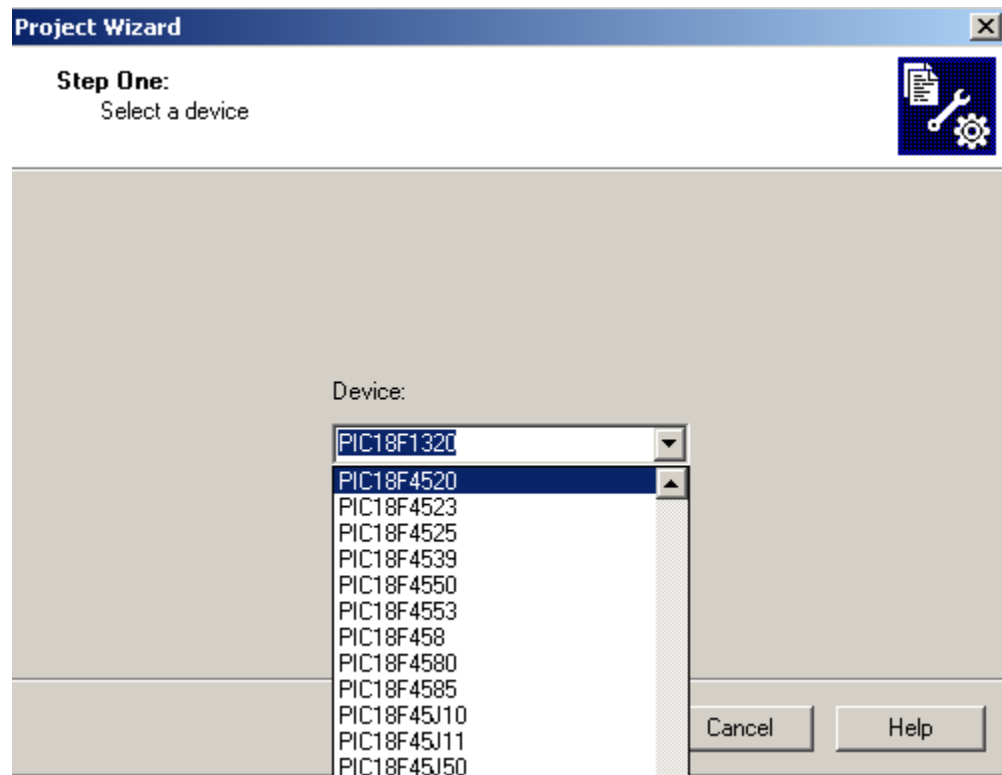 Project Wizard
Step One:
Select a device
Device:
PIC18F1320
PIC18F4520
PIC18F4523
PIC18F4525
PIC18F4539
PIC18F4550
PIC18F4553
PIC18F458
PIC18F4580
PIC18F4585
PIC18F45J10
PIC18F45J11
PIC18F45J50
Cancel
Help